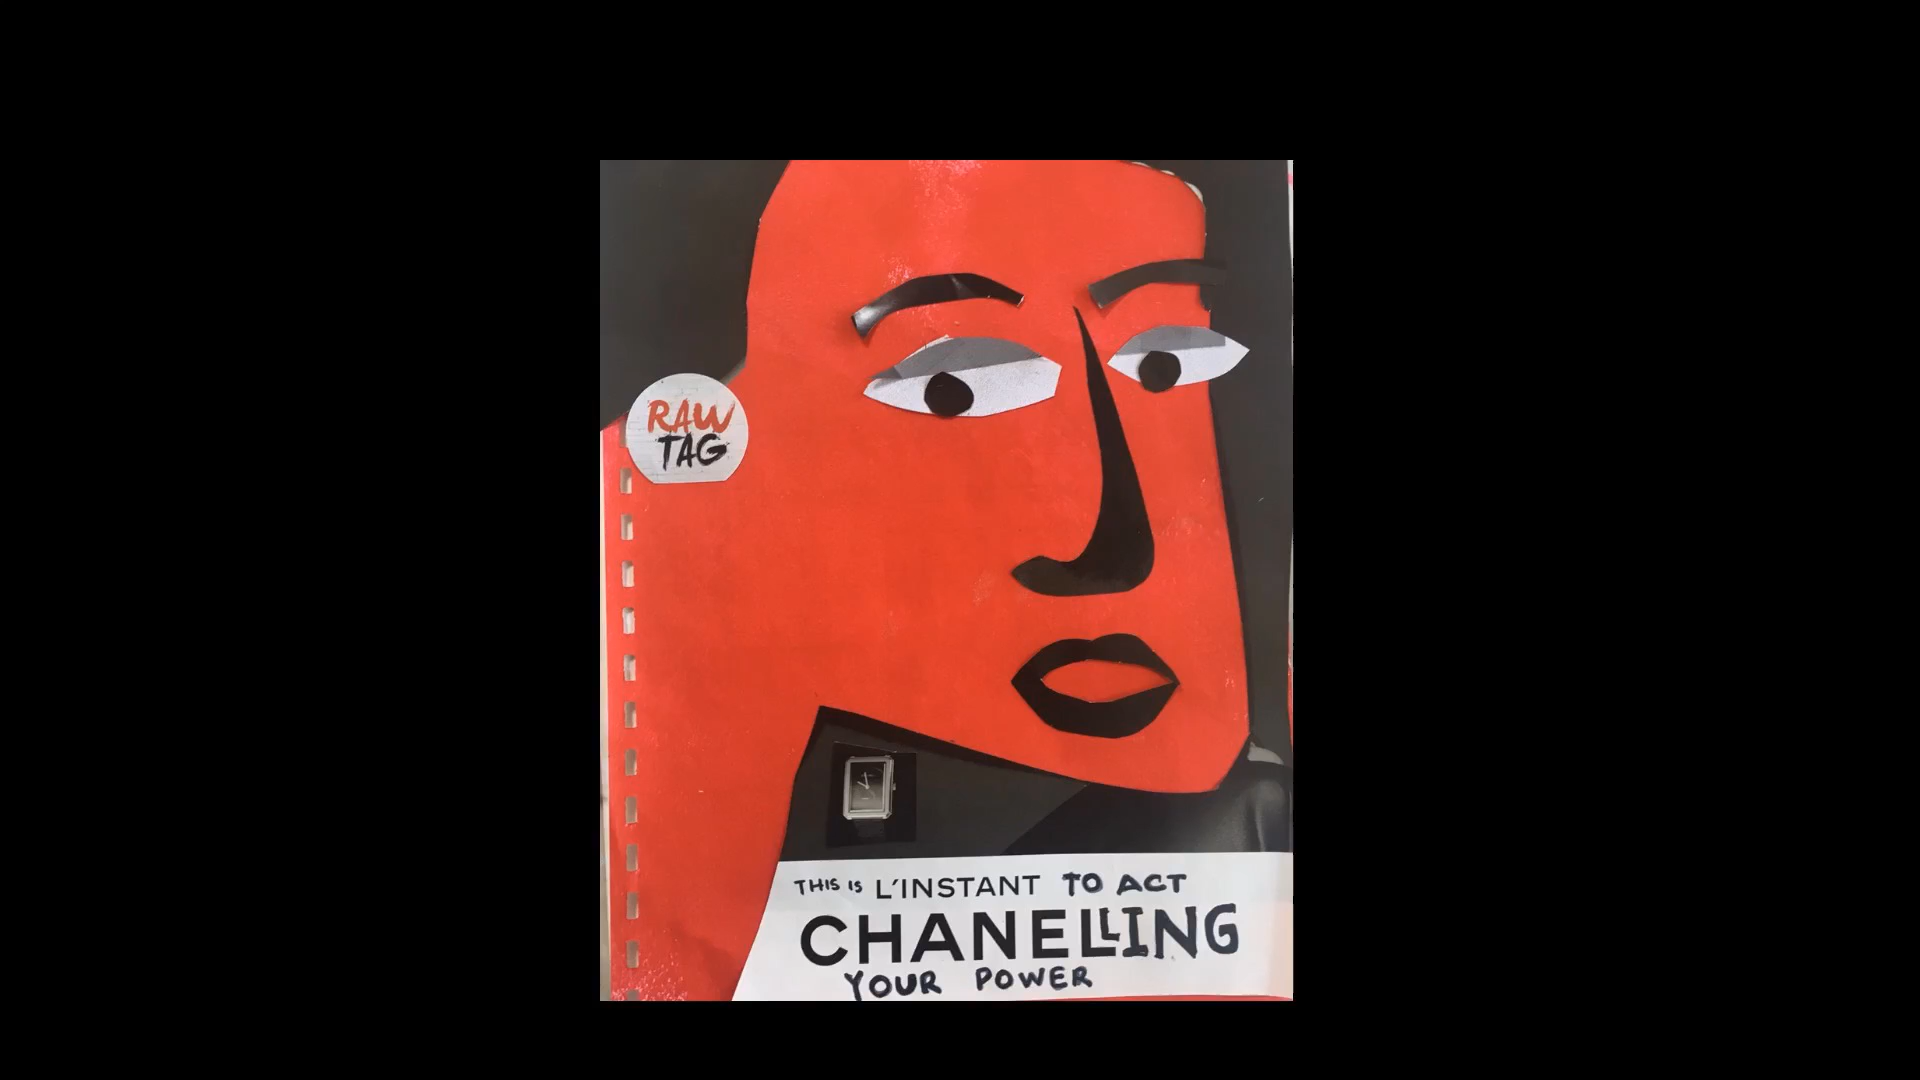 RAW
TAG
THIS IS L'INSTANT TO ACT
CHANELLING
YOUR POWER